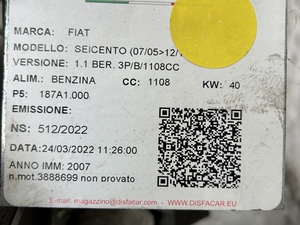 MARCA: FIAT
MODELLO: SEICENTO (07/05>12/
VERSIONE: 1.1 BER. 3P/B/1108CC
ALIM.: BENZINA CC: 1108 KW: 40
P5: 187A1.000
EMISSIONE:
NS: 512/2022
DATA:24/03/2022 11:26:00
ANNO IMM: 2007
n.mot.3888699 non provato
E-mail: magazzino@disfacar.com - www.DISFACAR.EU